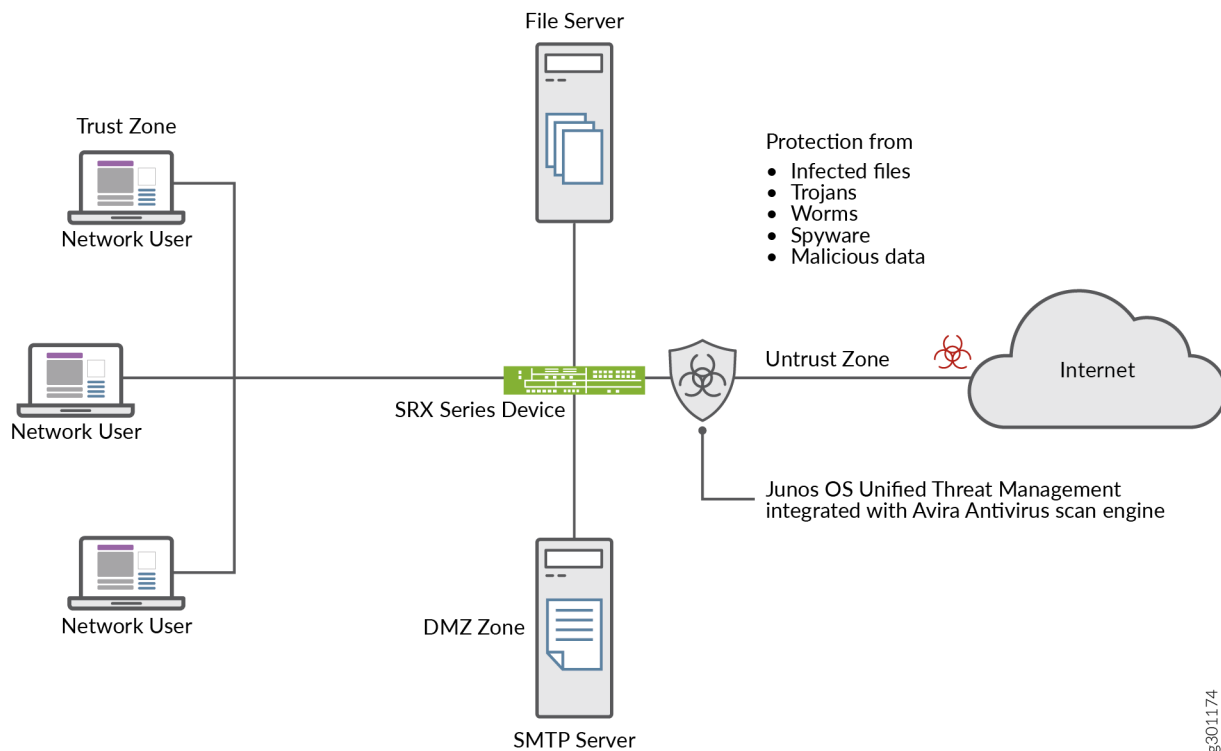 File Server
Trust Zone
Network User
Protection from
• Infected files
• Trojans
• Worms
• Spyware
• Malicious data
Network User
SRX Series Device
Untrust Zone
Internet
Junos OS Unified Threat Management
integrated with Avira Antivirus scan engine
Network User
DMZ Zone
SMTP Server
g301174